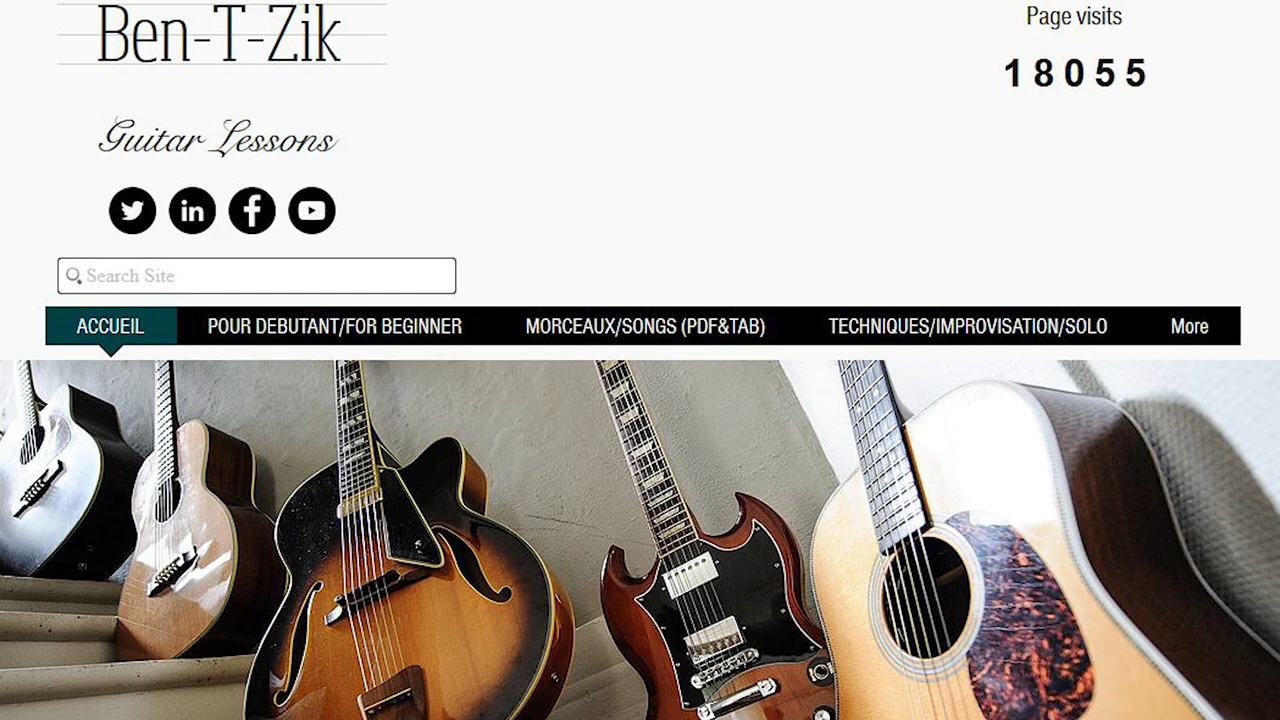 Ben-T-Zik
Page visits
18055
Guitar Lessons
Search Site
ACCUEIL POUR DEBUTANT/FOR BEGINNER MORCEAUX/SONGS (PDF&TAB) TECHNIQUES/IMPROVISATION/SOLO More